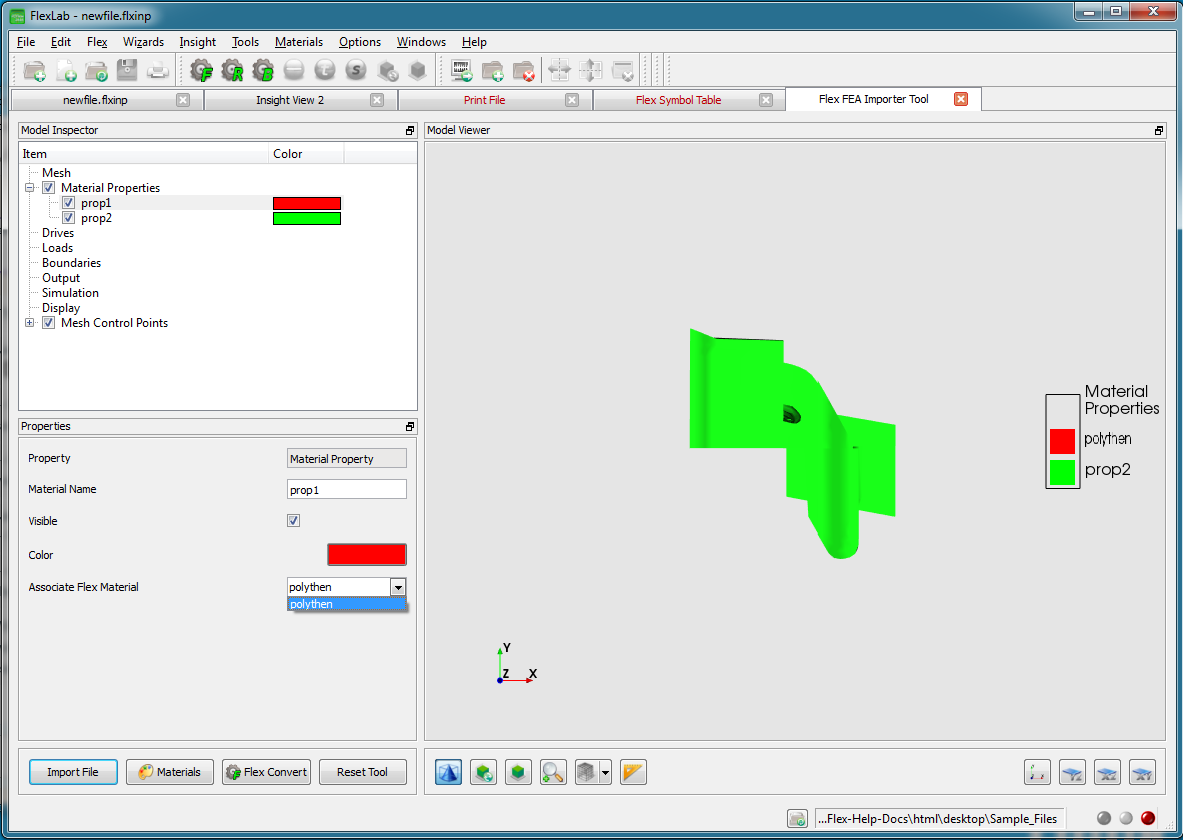 FlexLab - newfile.flxinp
File Edit Flex Wizards Insight Tools Materials Options Windows Help
F R B S
newfile.flxinp Insight View 2 Print File Flex Symbol Table Flex FEA Importer Tool
Model Inspector
Item Color
Mesh
Material Properties
prop1
prop2
Drives
Loads
Boundaries
Output
Simulation
Display
Mesh Control Points
Properties
Property Material Property
Material Name prop1
Visible
Color
Associate Flex Material polythen
polythen
Import File Materials Flex Convert Reset Tool
Model Viewer
Material
Properties
polythen
prop2
Y
Z X
...Flex-Help-Docs\html\desktop\Sample_Files